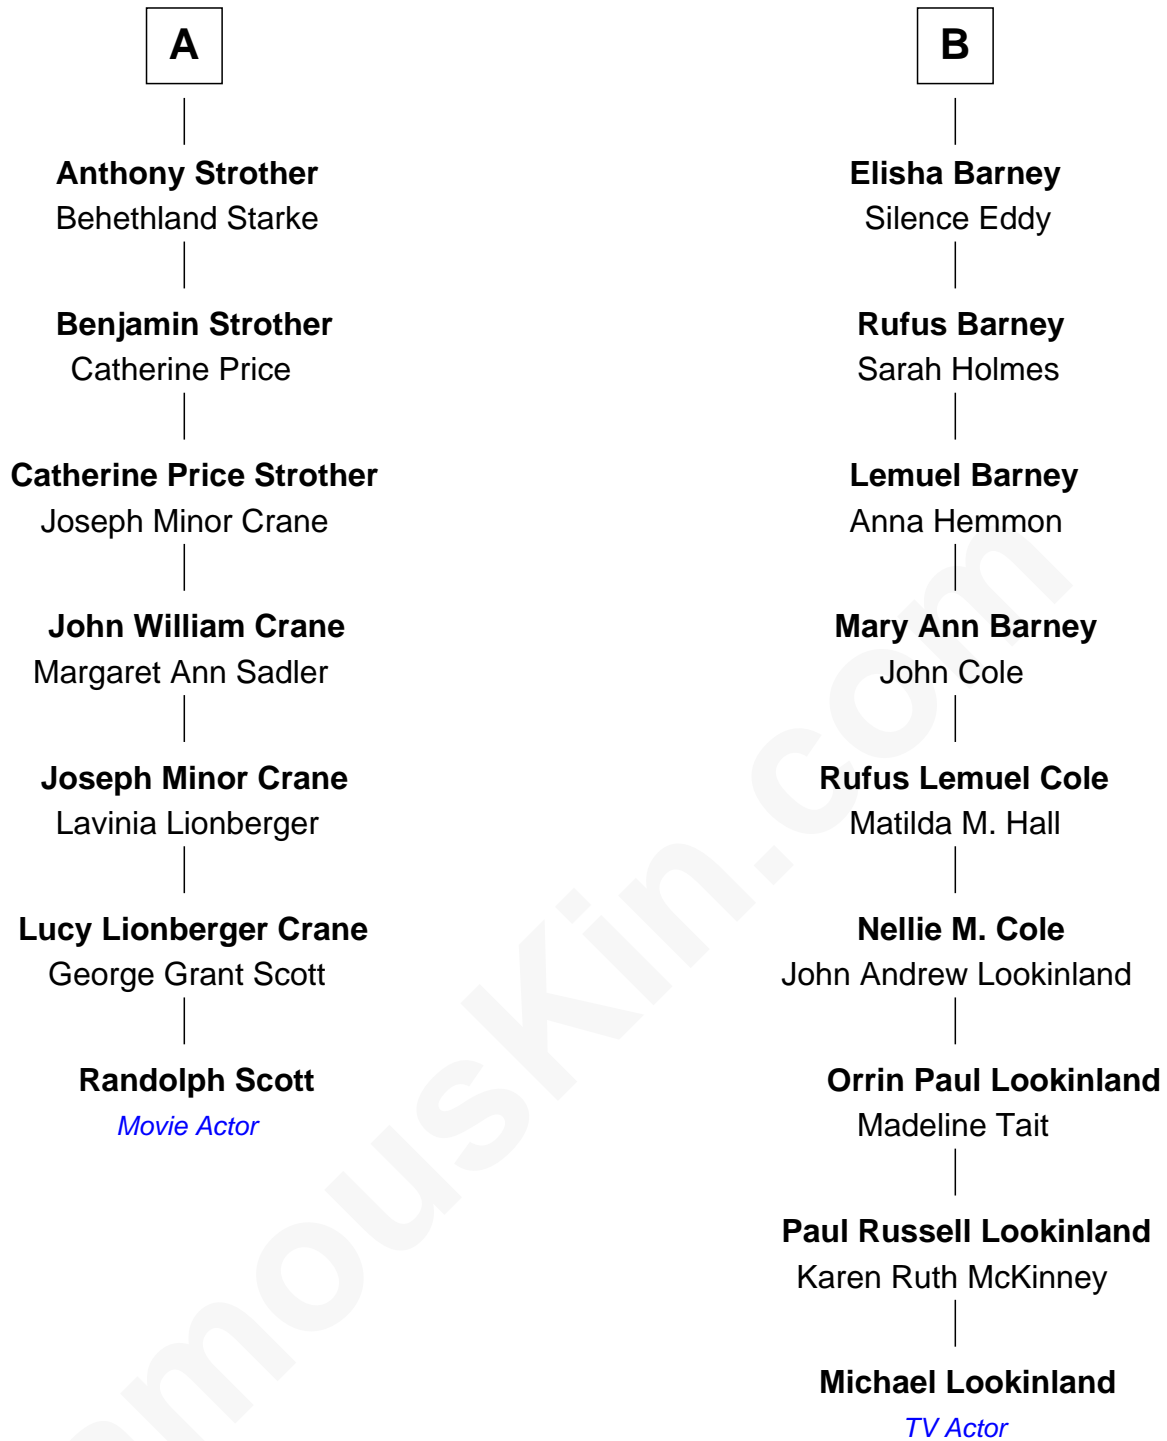 A
Anthony Strother
Behethland Starke
Benjamin Strother
Catherine Price
Catherine Price Strother
Joseph Minor Crane
John William Crane
Margaret Ann Sadler
Joseph Minor Crane
Lavinia Lionberger
Lucy Lionberger Crane
George Grant Scott
Randolph Scott
Movie Actor
B
Elisha Barney
Silence Eddy
Rufus Barney
Sarah Holmes
Lemuel Barney
Anna Hemmon
Mary Ann Barney
John Cole
Rufus Lemuel Cole
Matilda M. Hall
Nellie M. Cole
John Andrew Lookinland
Orrin Paul Lookinland
Madeline Tait
Paul Russell Lookinland
Karen Ruth McKinney
Michael Lookinland
TV Actor
amousKin.com